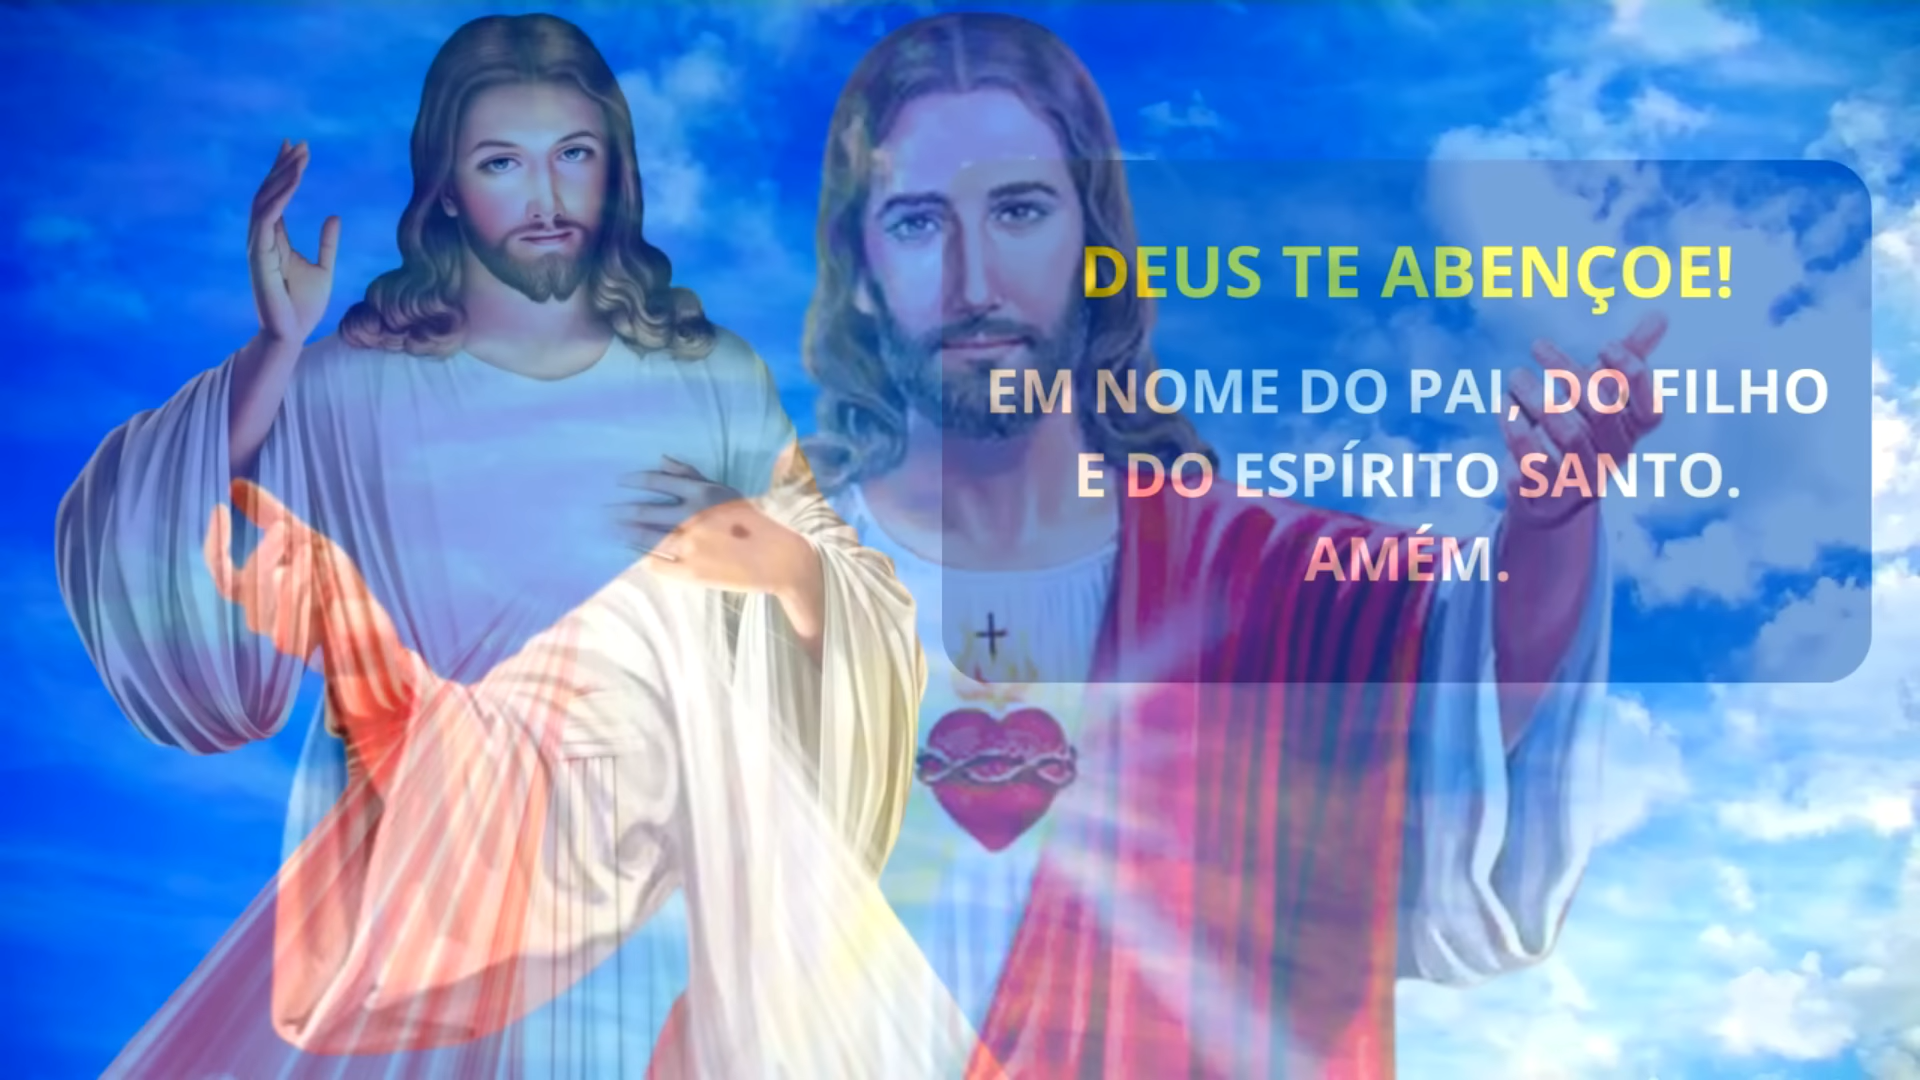 DEUS TE ABENÇOE!
EM NOME DO PAI, DO FILHO
E DO ESPÍRITO SANTO.
AMÉM.